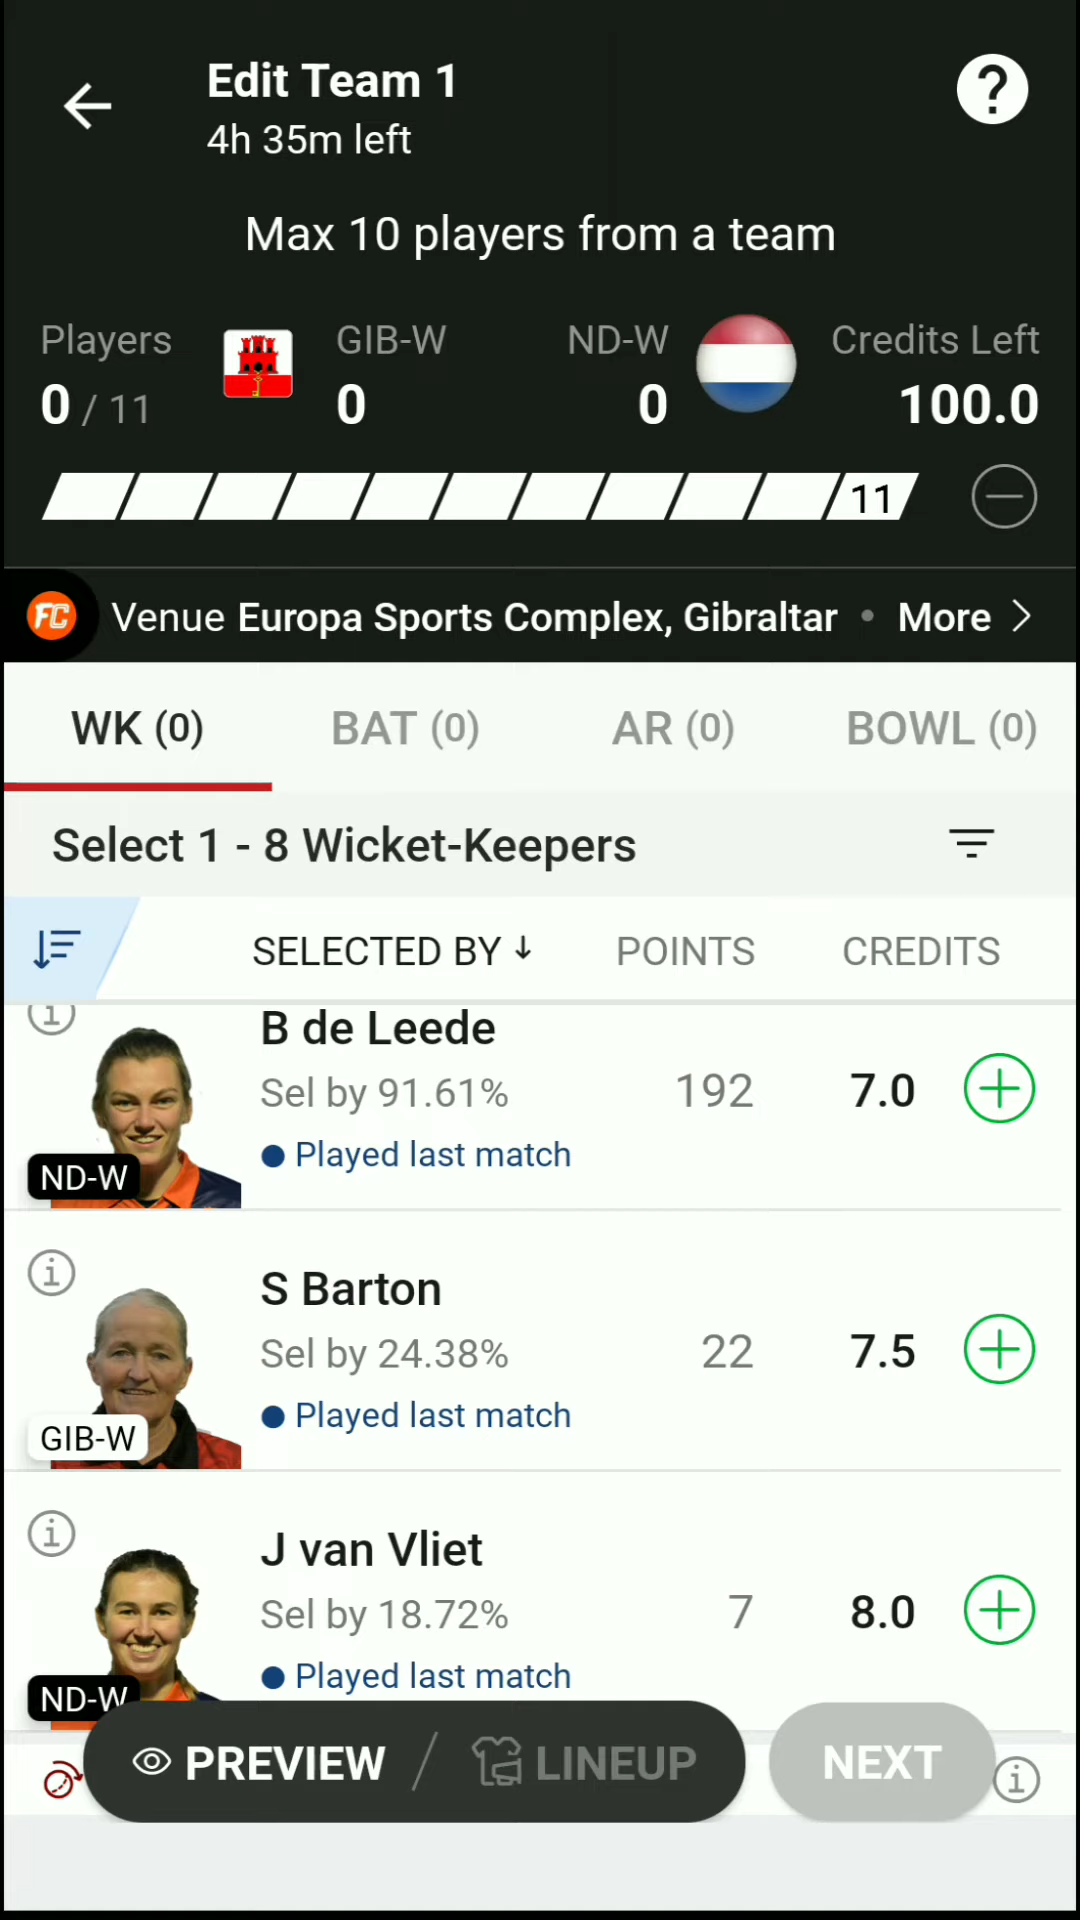 Edit Team 1
?
4h 35m left
Max 10 players from a team
Players GIB-W ND-W Credits Left
0 / 11 0 0 100.0
11
FC Venue Europa Sports Complex, Gibraltar • More >
WK (0) BAT (0) AR (0) BOWL (0)
Select 1 - 8 Wicket-Keepers
SELECTED BY ↓ POINTS CREDITS
B de Leede
Sel by 91.61% 192 7.0
Played last match
ND-W
S Barton
Sel by 24.38% 22 7.5
Played last match
GIB-W
J van Vliet
Sel by 18.72% 7 8.0
Played last match
ND-W
PREVIEW / LINEUP NEXT